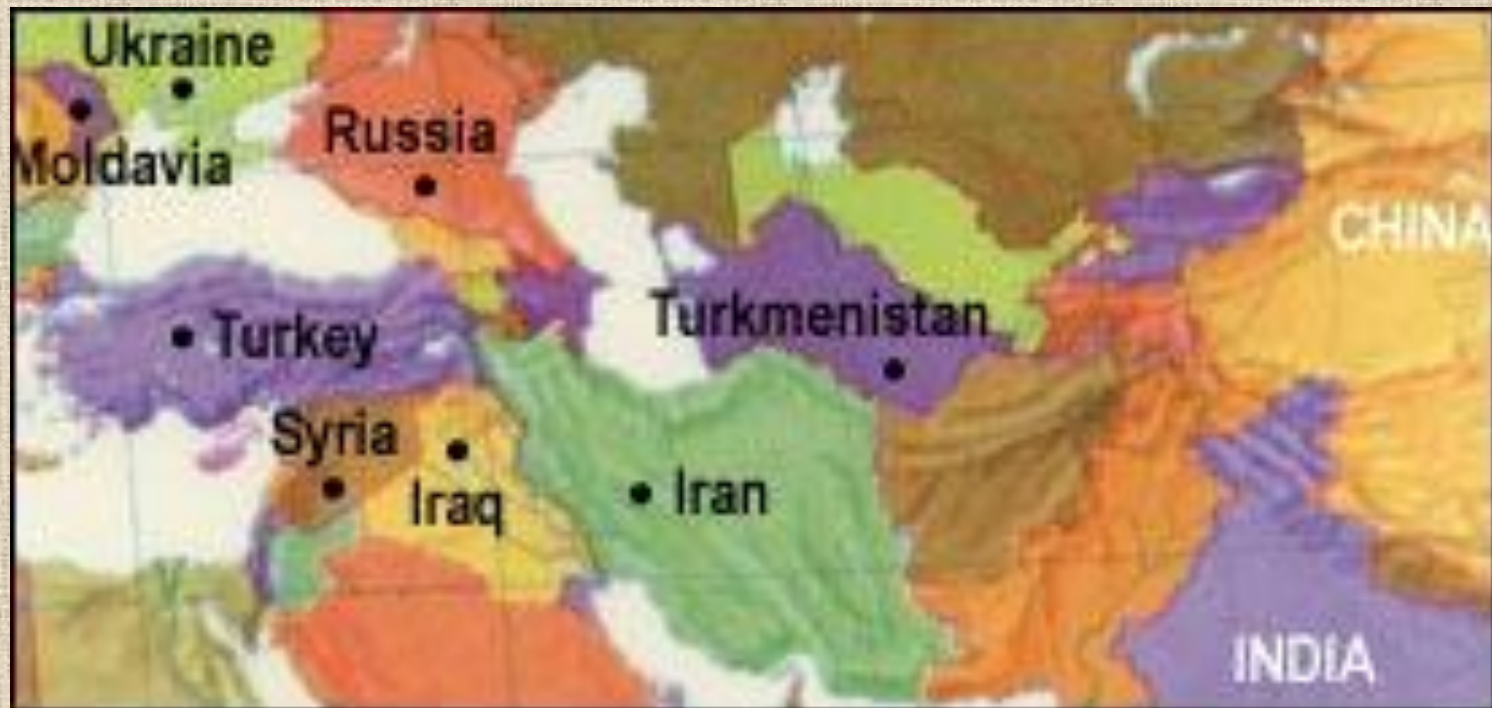 Ukraine
Moldavia
Russia
CHINA
Turkey
Turkmenistan
Syria
Iraq
Iran
INDIA